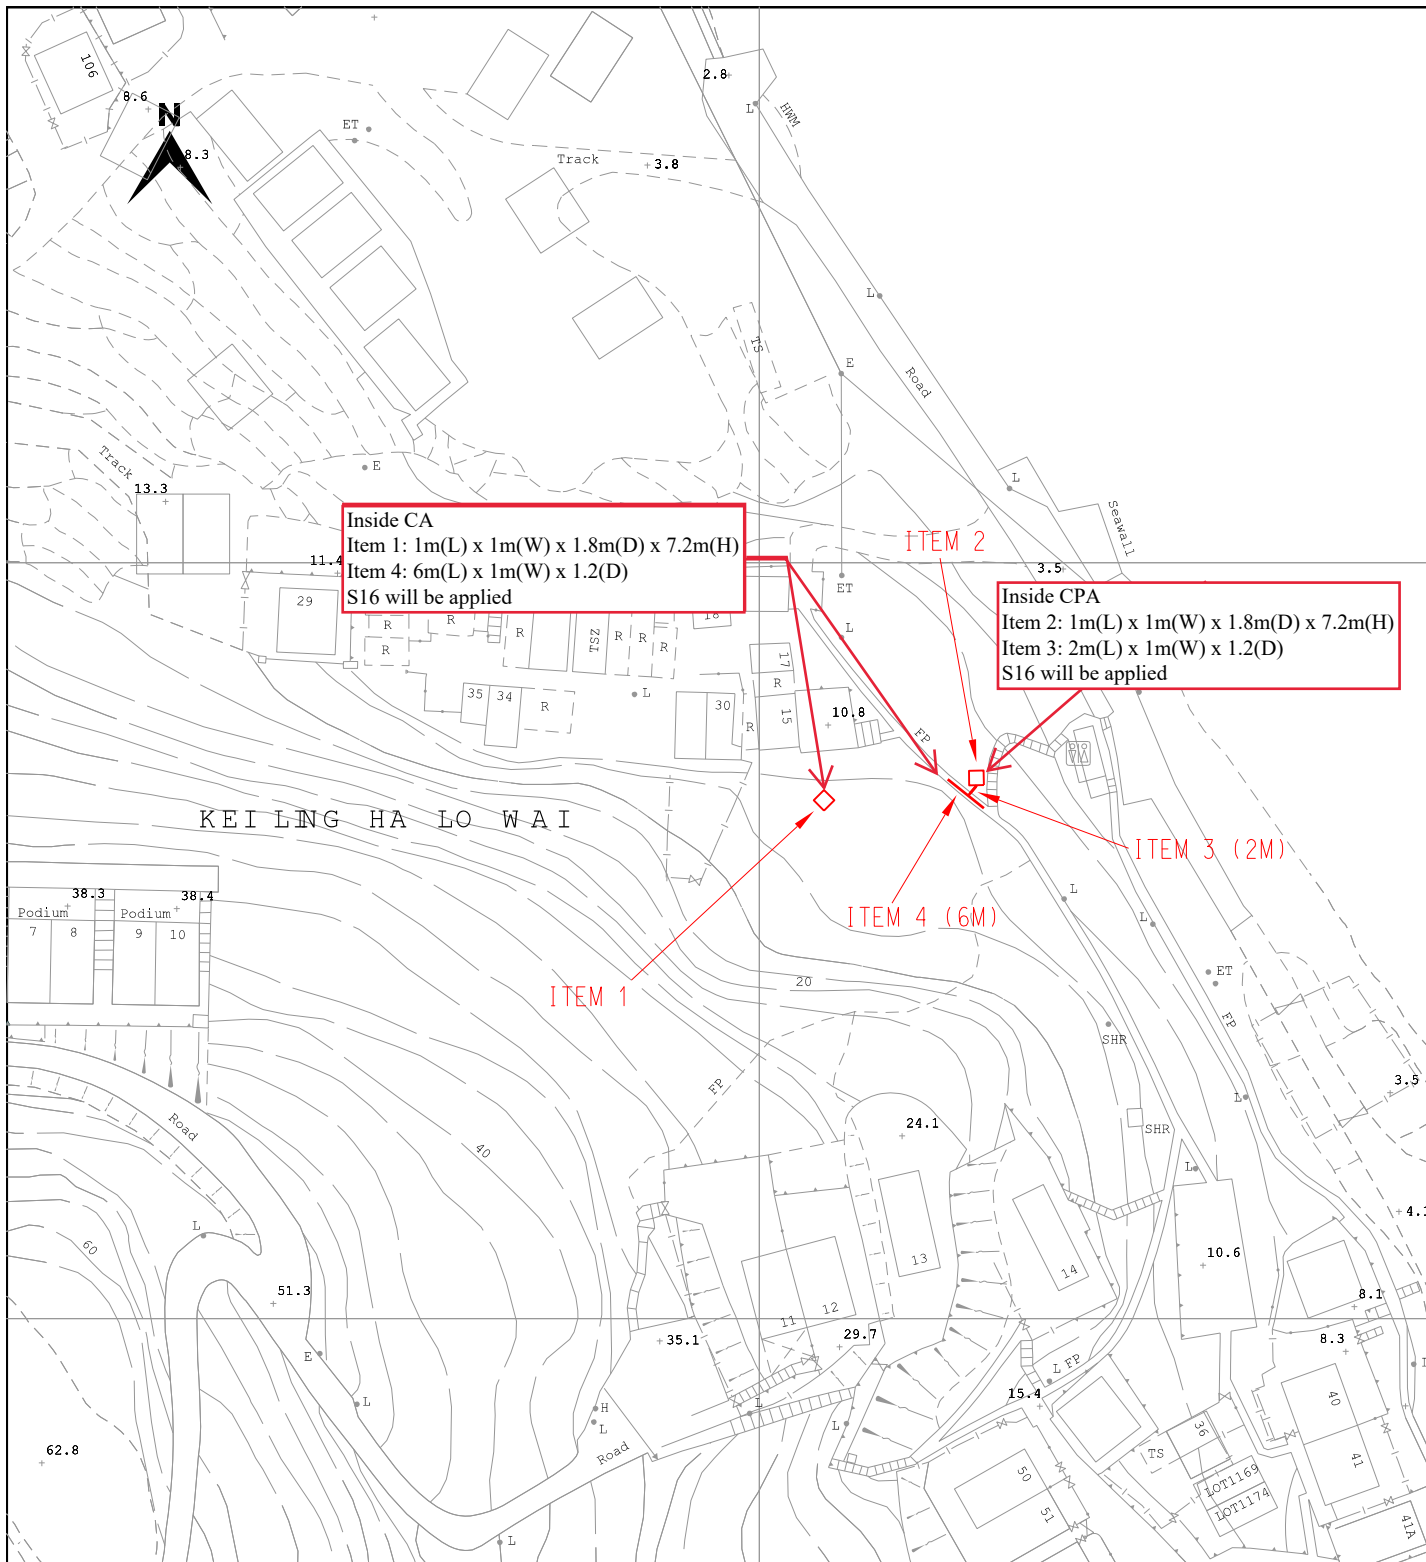 106
2.8
8.6
L
HWM
N
ET
8.3
Track
3.8
L
TS
E
Road
Track
E
L
13.3
Seawall
Inside CA
Item 1: 1m(L) x 1m(W) x 1.8m(D) x 7.2m(H)
Item 4: 6m(L) x 1m(W) x 1.2(D)
S16 will be applied
ITEM 2
11.4
3.5
ET
Inside CPA
Item 2: 1m(L) x 1m(W) x 1.8m(D) x 7.2m(H)
Item 3: 2m(L) x 1m(W) x 1.2(D)
S16 will be applied
29
18
R
R
R
TSZ
R
R
R
L
17
R
35
34
R
L
30
R
15
10.8
FP
KEI LING HA LO WAI
ITEM 3 (2M)
38.3
38.4
L
Podium
Podium
ITEM 4 (6M)
L
7
8
9
10
ET
20
ITEM 1
FP
SHR
FP
3.5
L
Road
24.1
SHR
40
L
L
4.1
60
10.6
13
14
51.3
8.1
12
11
35.1
29.7
8.3
E
L FP
15.4
L
L
40
H
L
L
36
Road
TS
41
62.8
50
LOT1169
LOT1174
51
41A
L